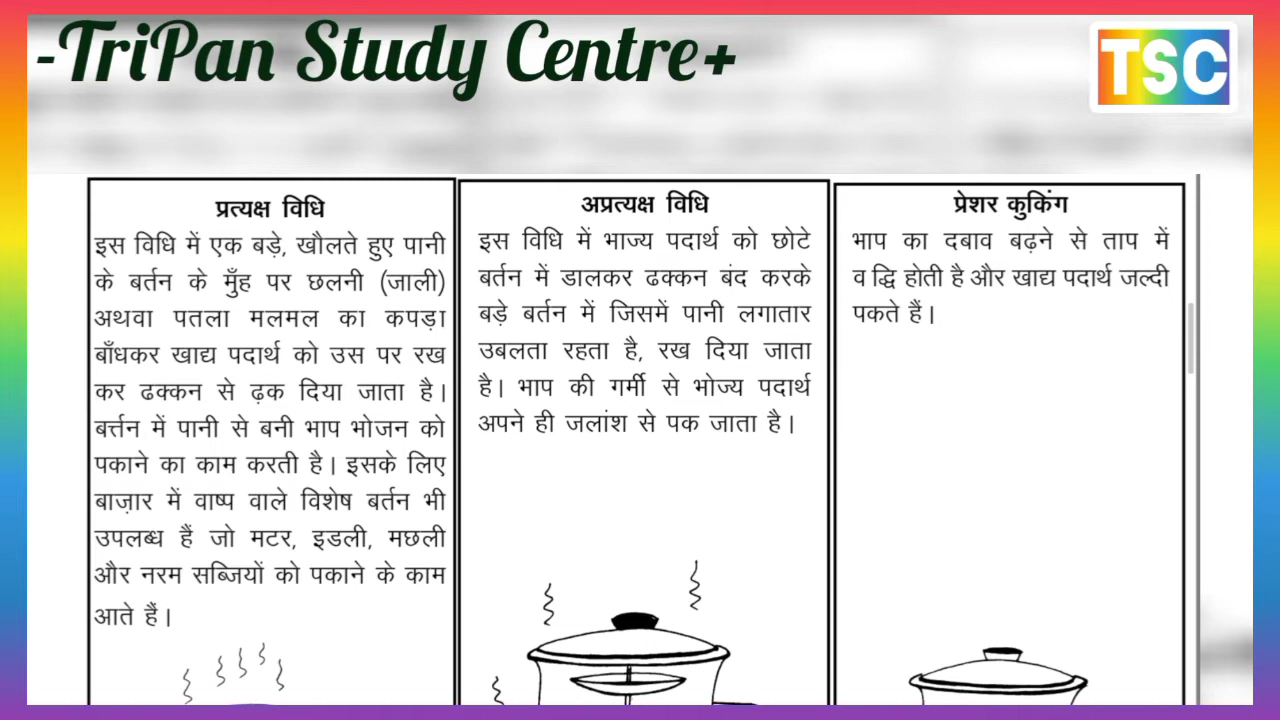 -TriPan Study Centre+
TSC
प्रत्यक्ष विधि
इस विधि में एक बड़े, खौलते हुए पानी
के बर्तन के मुँह पर छलनी (जाली)
अथवा पतला मलमल का कपड़ा
बाँधकर खाद्य पदार्थ को उस पर रख
कर ढक्कन से ढ़क दिया जाता है।
बर्त्तन में पानी से बनी भाप भोजन को
पकाने का काम करती है। इसके लिए
बाज़ार में वाष्प वाले विशेष बर्तन भी
उपलब्ध हैं जो मटर, इडली, मछली
और नरम सब्जियों को पकाने के काम
आते हैं।
अप्रत्यक्ष विधि
इस विधि में भाज्य पदार्थ को छोटे
बर्तन में डालकर ढक्कन बंद करके
बड़े बर्तन में जिसमें पानी लगातार
उबलता रहता है, रख दिया जाता
है। भाप की गर्मी से भोज्य पदार्थ
अपने ही जलांश से पक जाता है।
प्रेशर कुकिंग
भाप का दबाव बढ़ने से ताप में
व द्धि होती है और खाद्य पदार्थ जल्दी
पकते हैं।